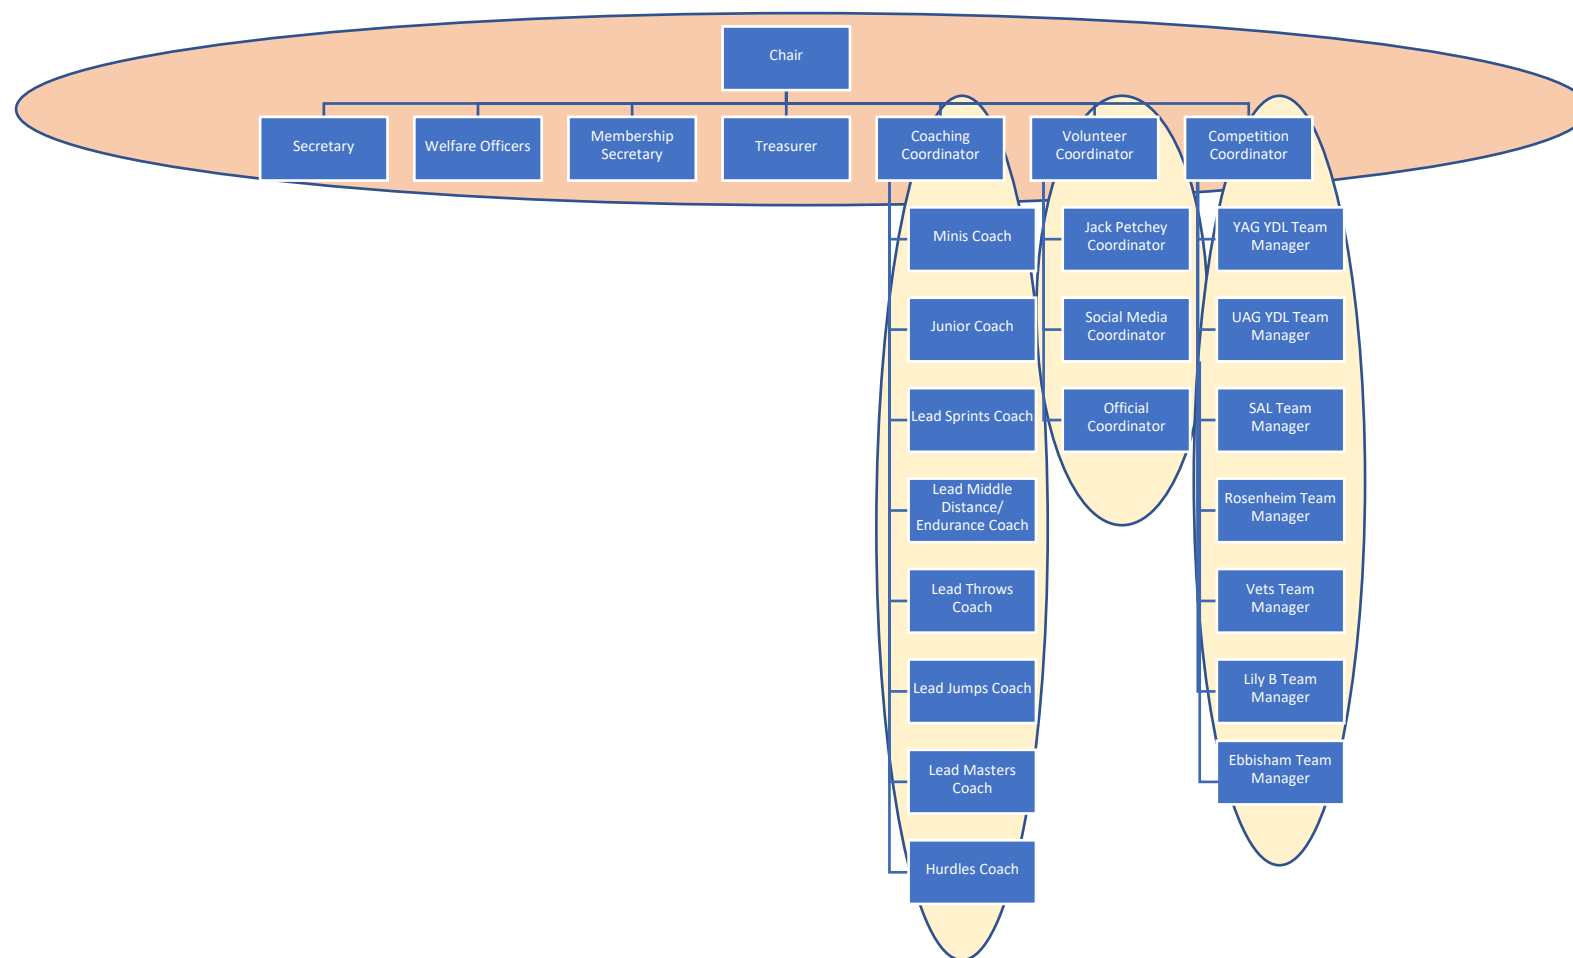 Chair
Secretary
Welfare Officers
Membership
Secretary
Treasurer
Coaching
Coordinator
Volunteer
Coordinator
Competition
Coordinator
Minis Coach
Junior Coach
Lead Sprints Coach
Lead Middle
Distance/
Endurance Coach
Lead Throws
Coach
Lead Jumps Coach
Lead Masters
Coach
Hurdles Coach
Jack Petchey
Coordinator
Social Media
Coordinator
Official
Coordinator
YAG YDL Team
Manager
UAG YDL Team
Manager
SAL Team
Manager
Rosenheim Team
Manager
Vets Team
Manager
Lily B Team
Manager
Ebbisham Team
Manager